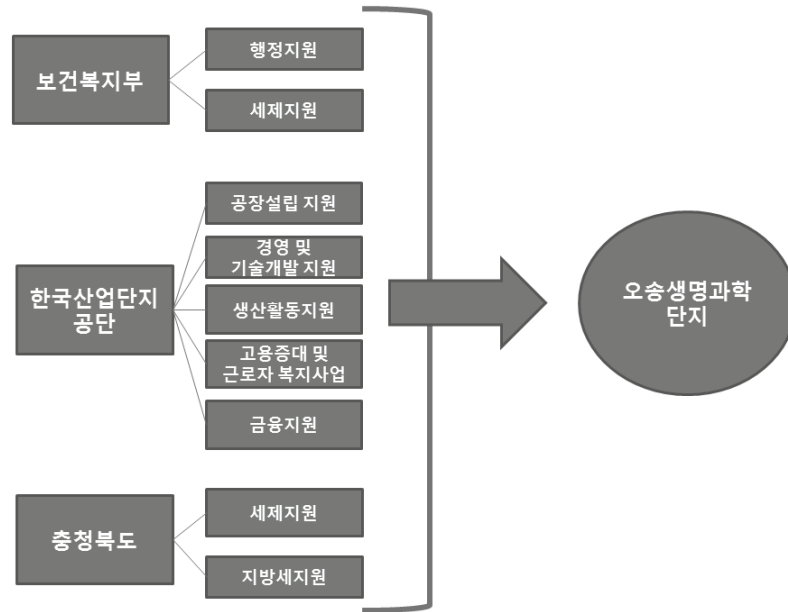 보건복지부
행정지원
세제지원
한국산업단지
공단
공장설립 지원
경영 및
기술개발 지원
생산활동지원
고용증대 및
근로자 복지사업
금융지원
충청북도
세제지원
지방세지원
오송생명과학
단지